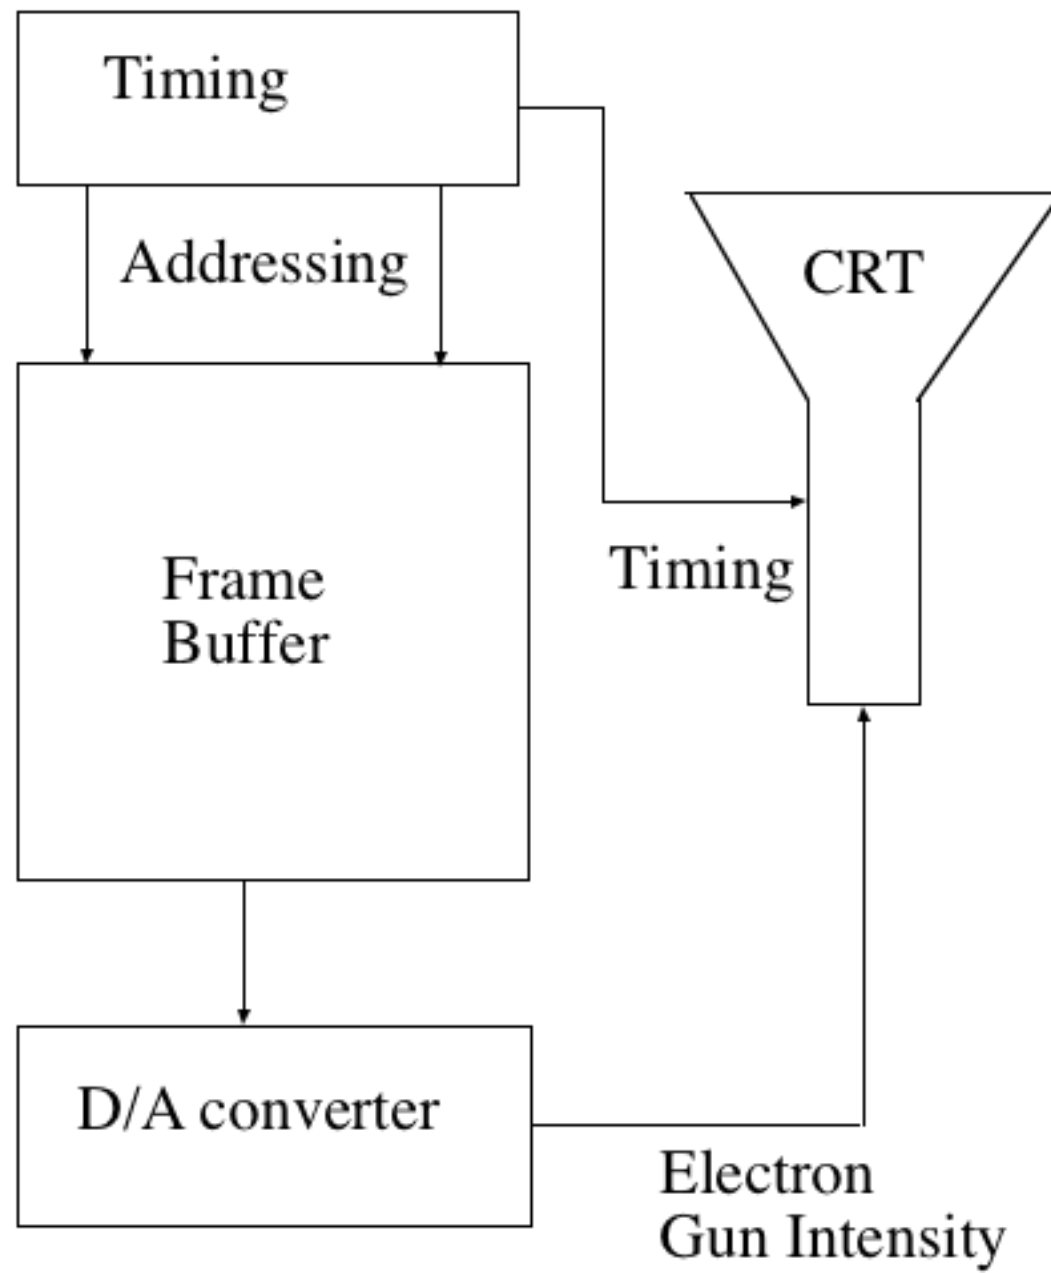 Timing
Addressing
CRT
Frame
Buffer
Timing
D/A converter
Electron
Gun Intensity